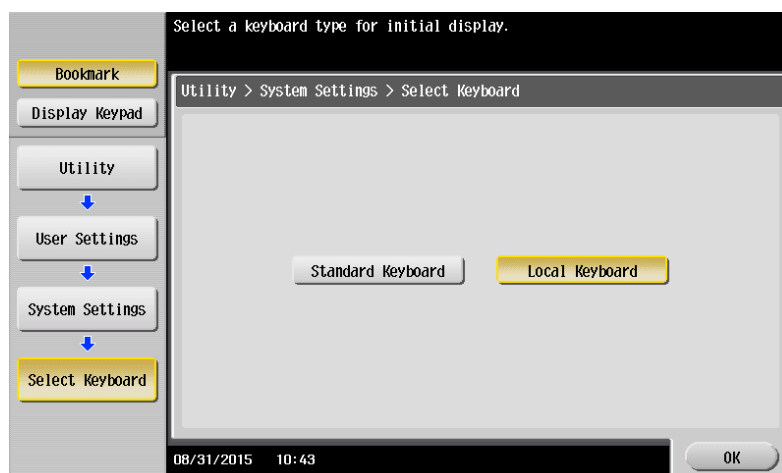 Select a keyboard type for initial display.
Bookmark
Display Keypad
Utility > System Settings > Select Keyboard
Utility
User Settings
System Settings
Select Keyboard
Standard Keyboard
Local Keyboard
08/31/2015 10:43
OK